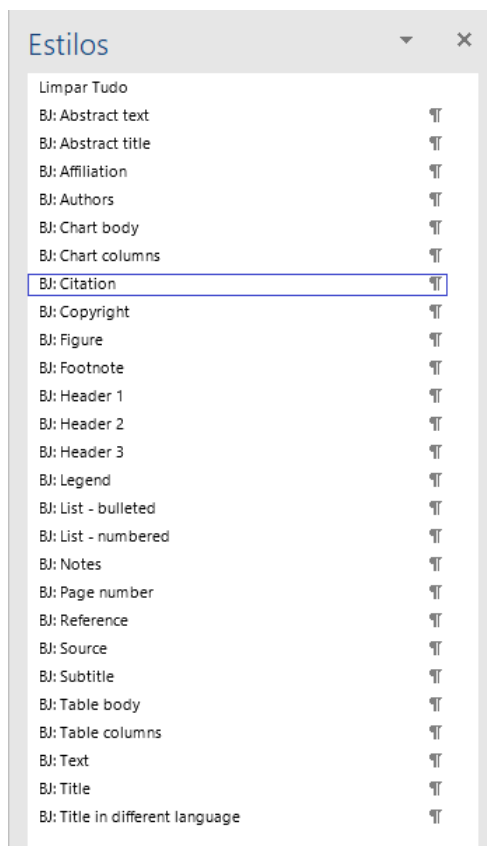 Estilos
Limpar Tudo
BJ: Abstract text ¶
BJ: Abstract title ¶
BJ: Affiliation ¶
BJ: Authors ¶
BJ: Chart body ¶
BJ: Chart columns ¶
BJ: Citation ¶
BJ: Copyright ¶
BJ: Figure ¶
BJ: Footnote ¶
BJ: Header 1 ¶
BJ: Header 2 ¶
BJ: Header 3 ¶
BJ: Legend ¶
BJ: List - bulleted ¶
BJ: List - numbered ¶
BJ: Notes ¶
BJ: Page number ¶
BJ: Reference ¶
BJ: Source ¶
BJ: Subtitle ¶
BJ: Table body ¶
BJ: Table columns ¶
BJ: Text ¶
BJ: Title ¶
BJ: Title in different language ¶